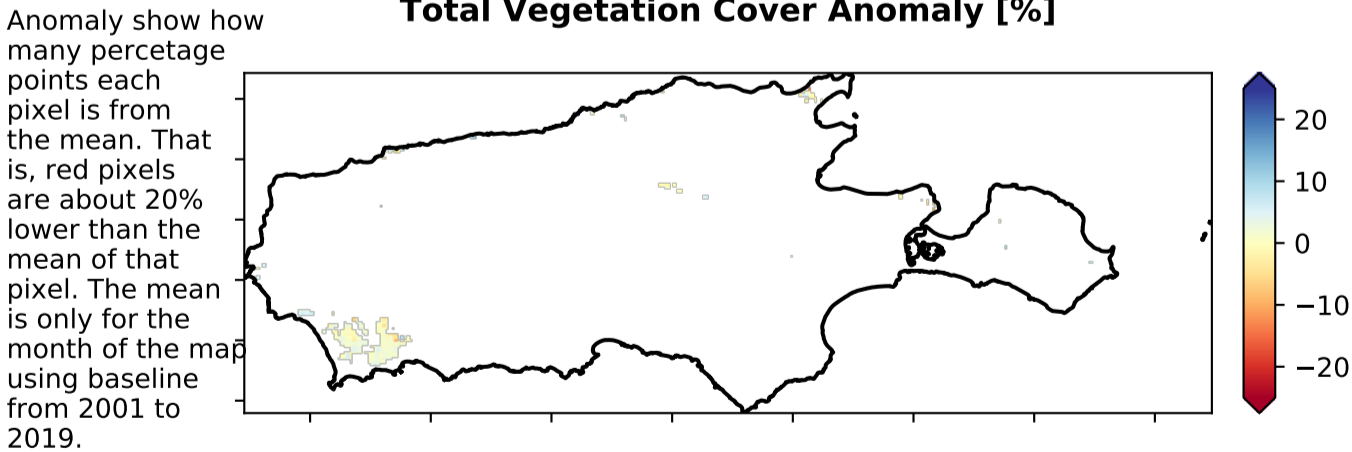 Total Vegetation Cover Anomaly [%]
Anomaly show how
many percetage
points each
pixel is from
the mean. That
is, red pixels
are about 20%
lower than the
mean of that
pixel. The mean
is only for the
month of the map
using baseline
from 2001 to
2019.
20
10
0
−10
−20